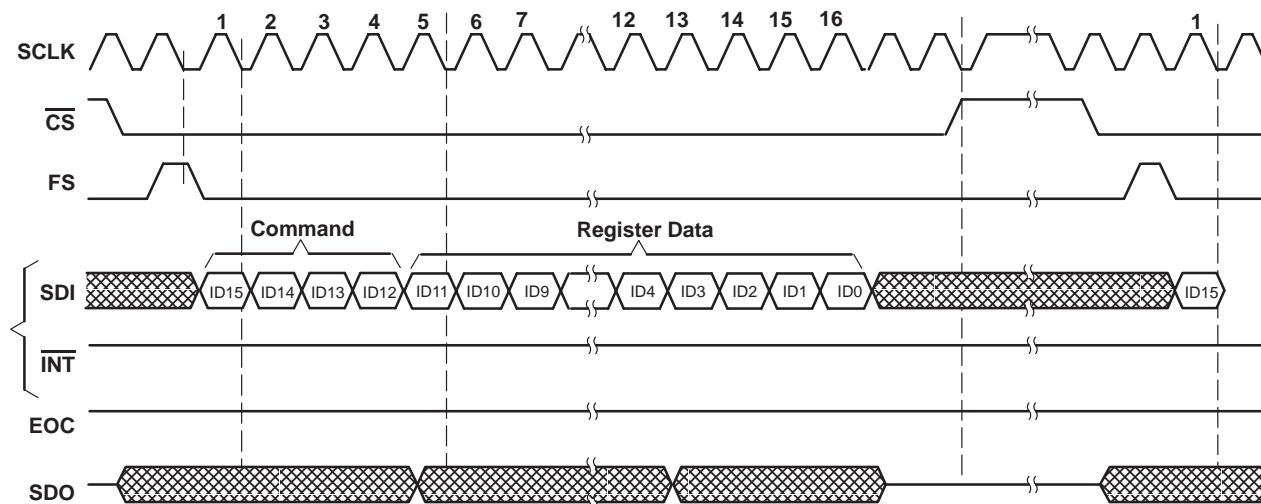 1 2 3 4 5 6 7 12 13 14 15 16 1
SCLK
CS
FS
Command Register Data
SDI ID15 ID14 ID13 ID12 ID11 ID10 ID9 ID4 ID3 ID2 ID1 ID0 ID15
INT
EOC
SDO